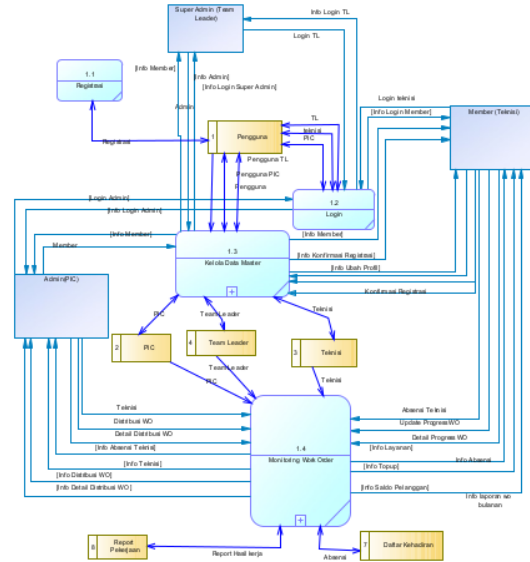 Super Admin (Team
Leader)
Info Login TL
Login TL
[Info Member]
[Info Admin]
[Info Login Super Admin]
Admin
1.1
Registrasi
Registrasi
1
Pengguna
TL
teknisi
PIC
Pengguna TL
Pengguna PIC
Pengguna
Login teknisi
[Info Login Member]
Member (Teknisi)
1.2
Login
[Login Admin]
[Info Login Admin]
[Info Member]
Member
[Info Member]
1.3
Kelola Data Master
[Info Konfirmasi Registrasi]
[Info Ubah Profil]
Konfirmasi Registrasi
Admin(PIC)
PIC
Team Leader
Teknisi
2
PIC
4
Team Leader
3
Teknisi
PIC
Team Leader
Teknisi
Teknisi
Distribusi WO
Detail Distribusi WO
[Info Absensi Teknisi]
[Info Teknisi]
[Info Distribusi WO]
[Info Detail Distribusi WO]
1.4
Monitoring Work Order
Absensi Teknisi
Update Progress WO
Detail Progress WO
[Info Layanan]
Info Absensi
[Info Topup]
[Info Saldo Pelanggan]
Info laporan wo
bulanan
Report
Pekerjaan
Report Hasil kerja
Absensi
7
Daftar Kehadiran